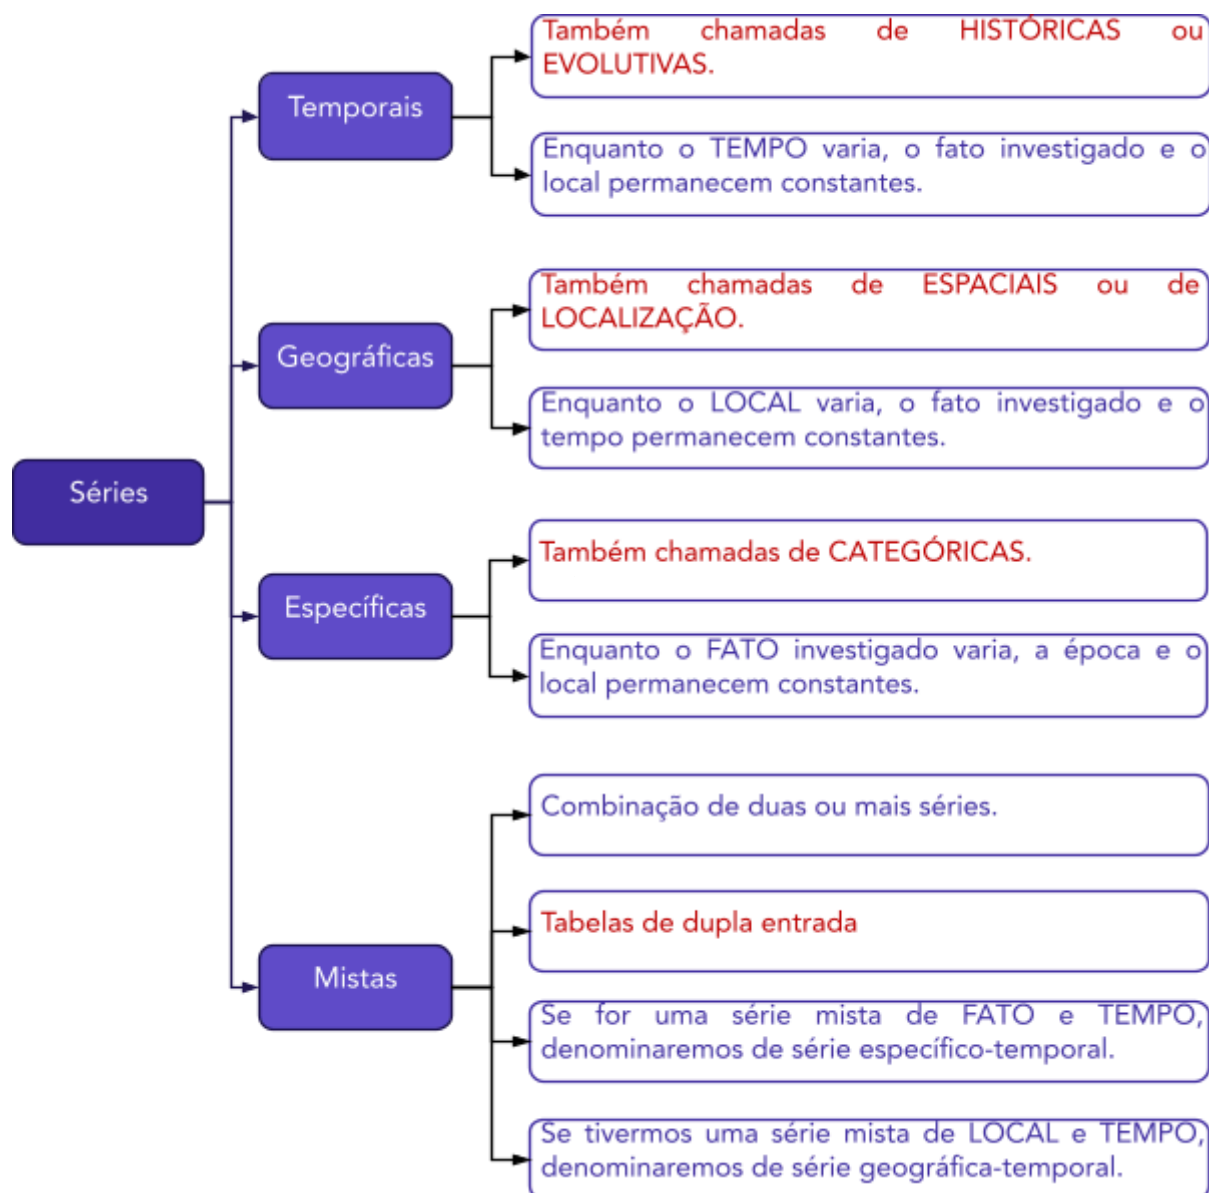 Séries
Temporais
Também chamadas de HISTÓRICAS ou
EVOLUTIVAS.
Enquanto o TEMPO varia, o fato investigado e o
local permanecem constantes.
Geográficas
Também chamadas de ESPACIAIS ou de
LOCALIZAÇÃO.
Enquanto o LOCAL varia, o fato investigado e o
tempo permanecem constantes.
Específicas
Também chamadas de CATEGÓRICAS.
Enquanto o FATO investigado varia, a época e o
local permanecem constantes.
Mistas
Combinação de duas ou mais séries.
Tabelas de dupla entrada
Se for uma série mista de FATO e TEMPO,
denominaremos de série específico-temporal.
Se tivermos uma série mista de LOCAL e TEMPO,
denominaremos de série geográfica-temporal.